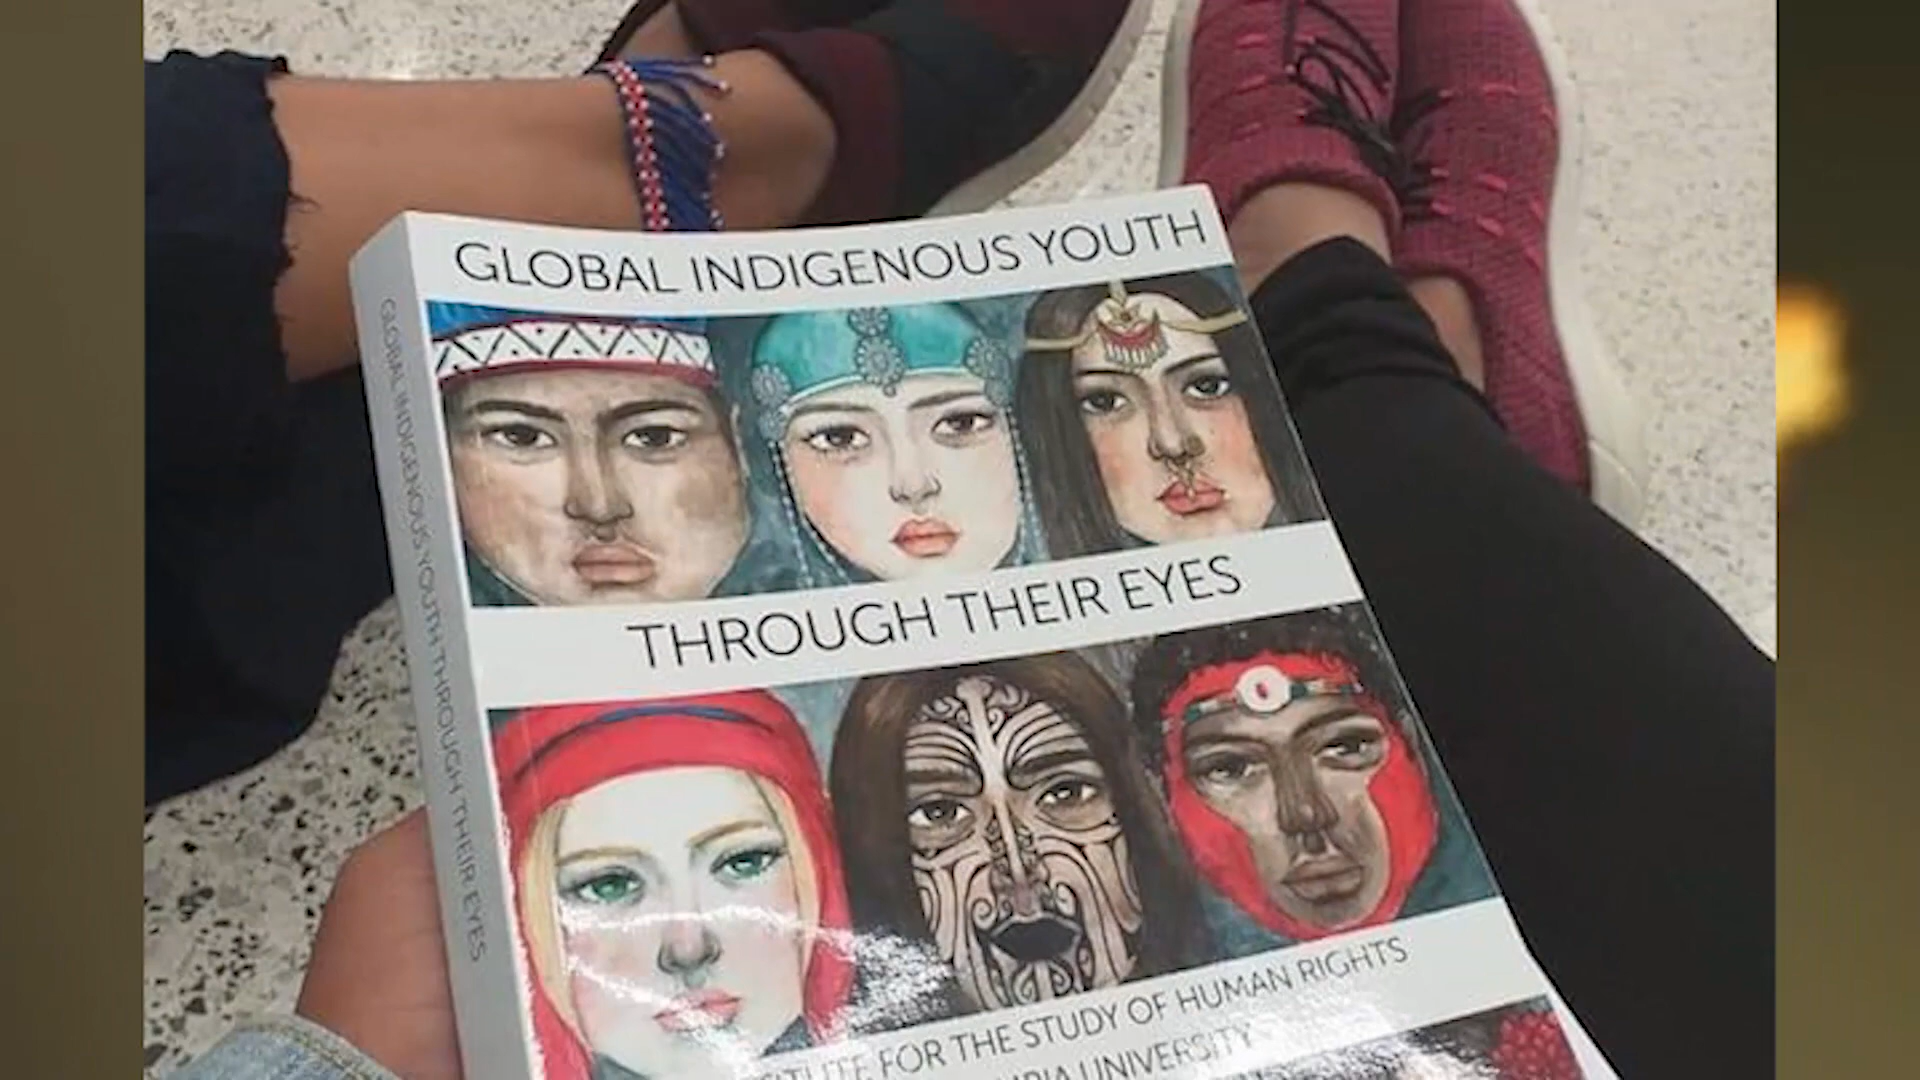 GLOBAL INDIGENOUS YOUTH
THROUGH THEIR EYES
FOR THE STUDY OF HUMAN RIGHTS
UNIVERSITY
GLOBAL INDIGENOUS YOUTH THROUGH THEIR EYES